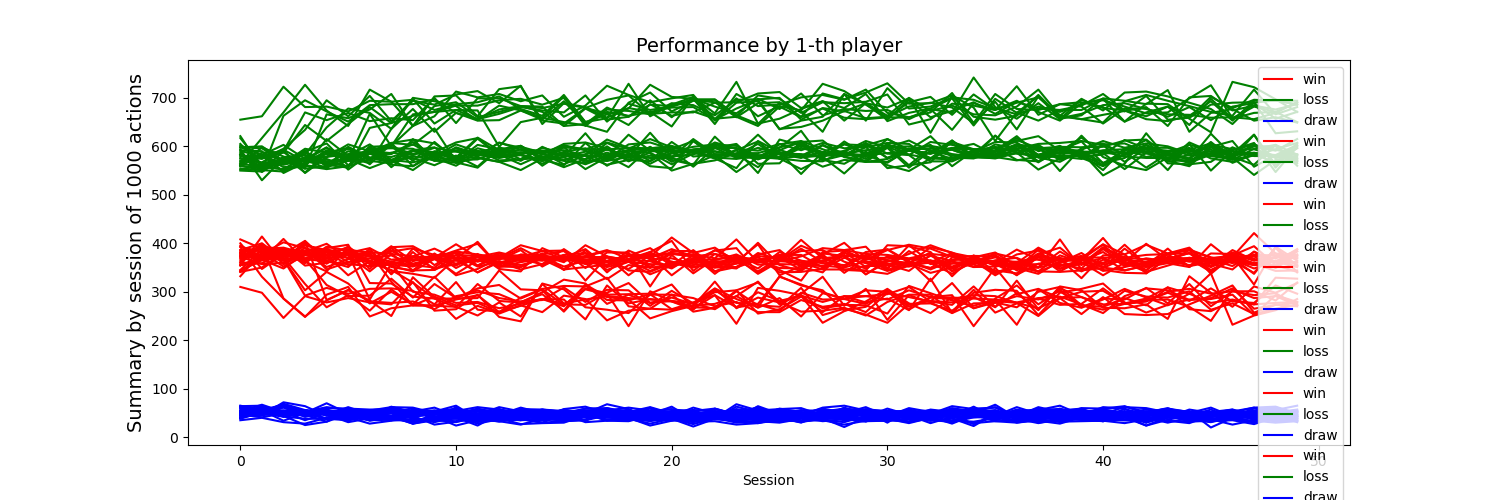 Performance by 1-th player
Summary by session of 1000 actions
700
600
500
400
300
200
100
0
0
10
20
30
40
50
Session
win
loss
draw
win
loss
draw
win
loss
draw
win
loss
draw
win
loss
draw
win
loss
draw
win
loss
draw